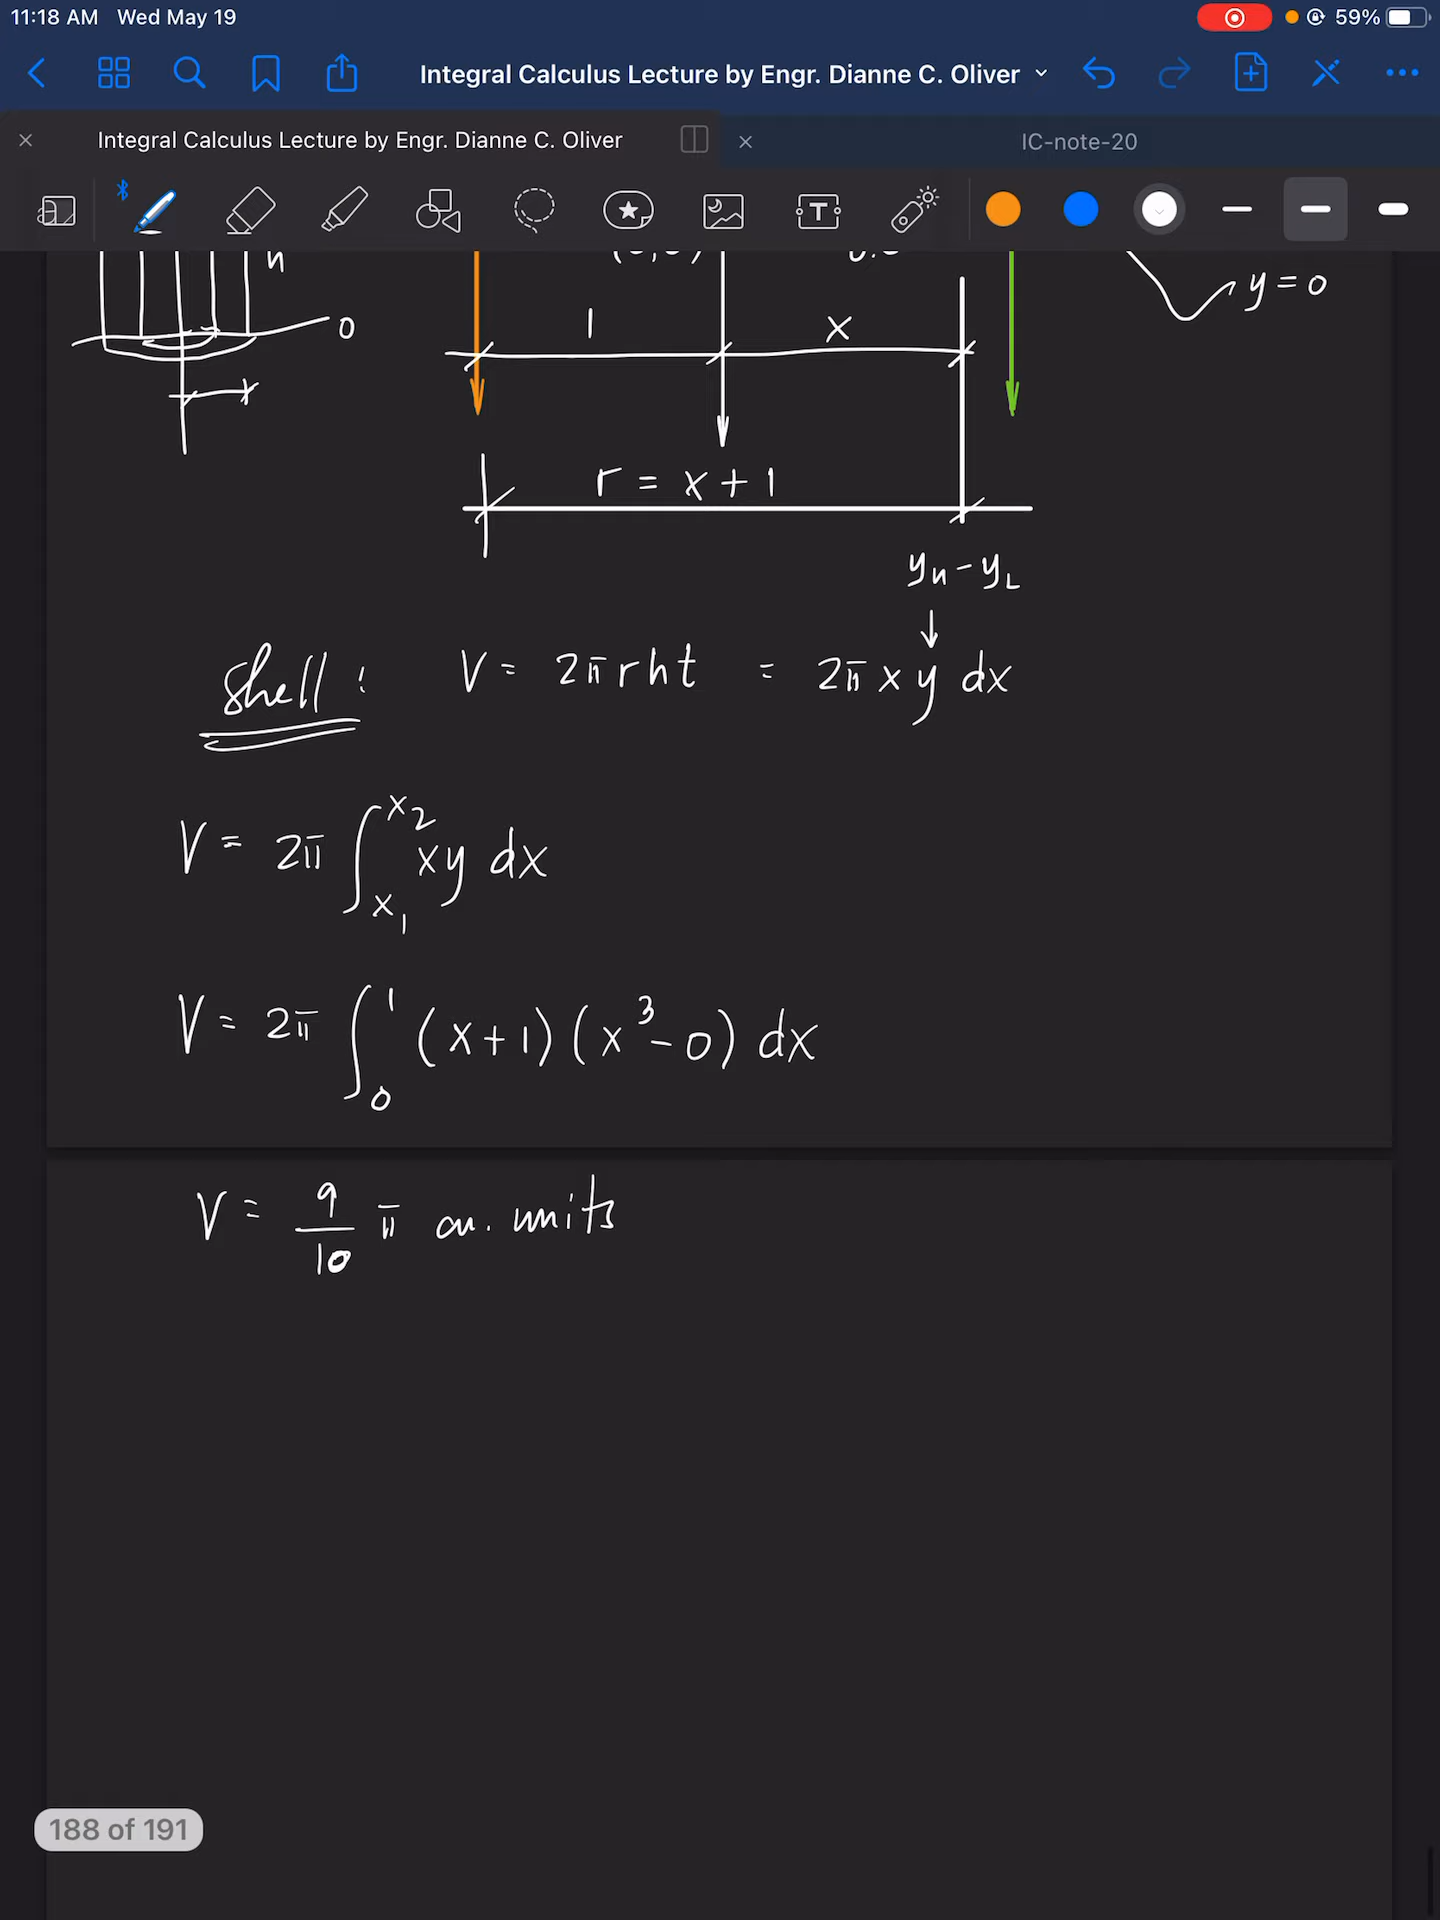 11:18 AM Wed May 19
59%
Integral Calculus Lecture by Engr. Dianne C. Oliver
Integral Calculus Lecture by Engr. Dianne C. Oliver
IC-note-20
T
y = 0
0
1
x
r = x + 1
yᵤ - y_L
Shell: V = 2πrht = 2πxy dx
V = 2π ∫_{x₁}^{x₂} xy dx
V = 2π ∫_0^1 (x+1)(x³-0) dx
V = 9/10 π cu. units
188 of 191